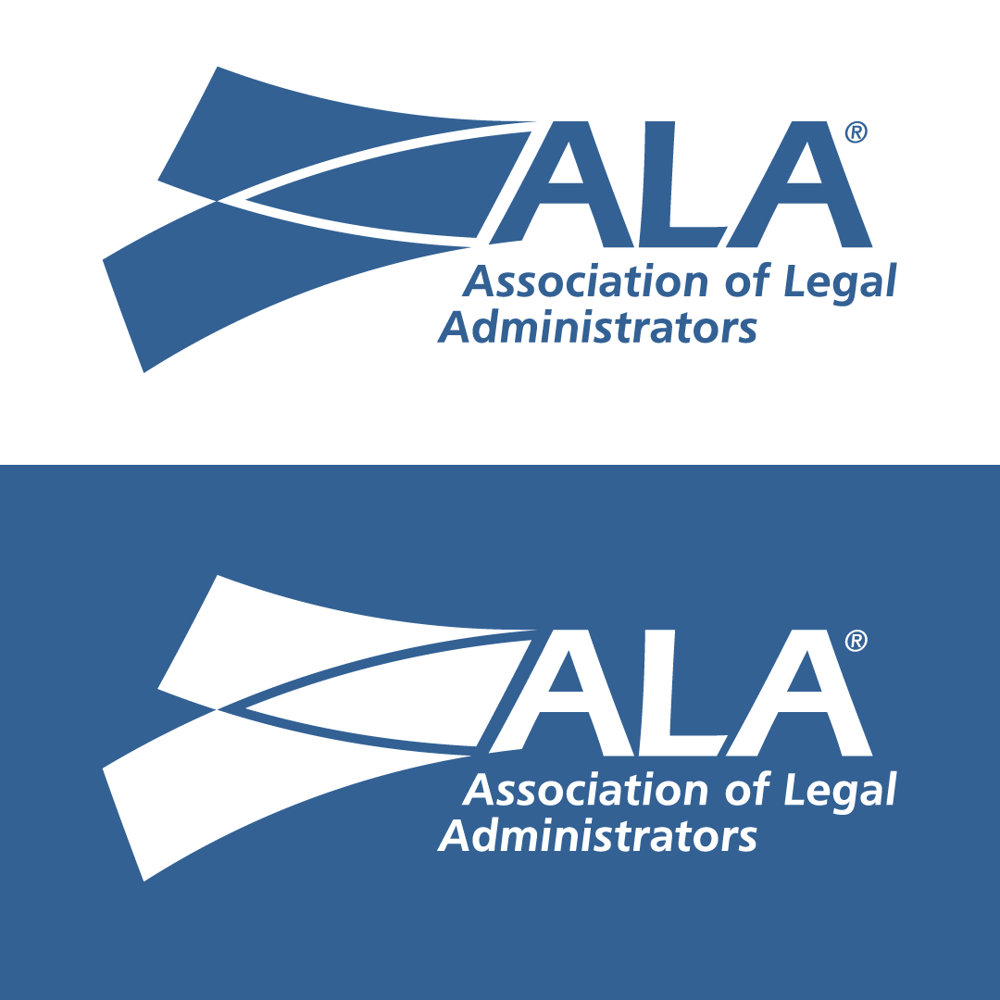 ALA®
Association of Legal
Administrators
ALA®
Association of Legal
Administrators